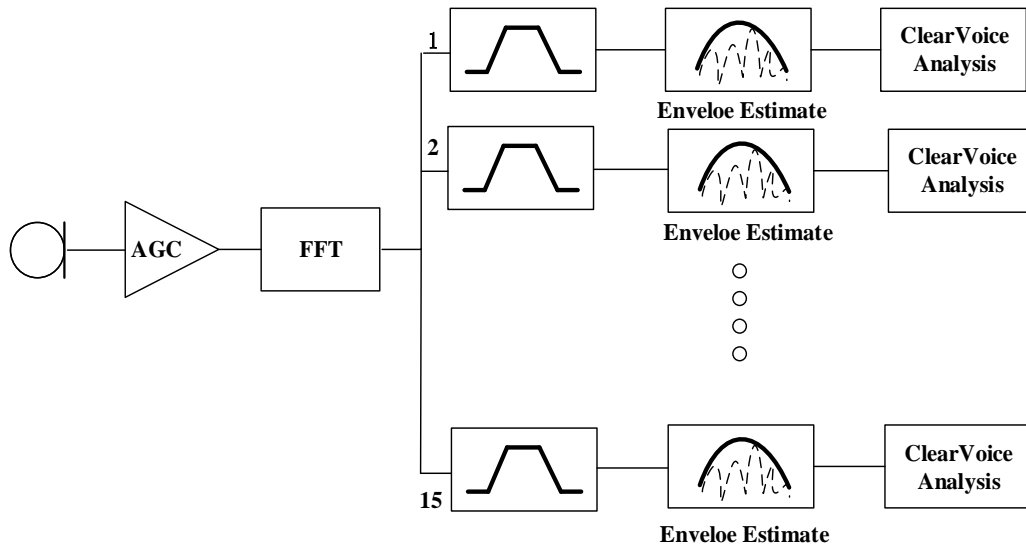 1
ClearVoice
Analysis
Enveloe Estimate
2
ClearVoice
Analysis
Enveloe Estimate
AGC
FFT
15
ClearVoice
Analysis
Enveloe Estimate